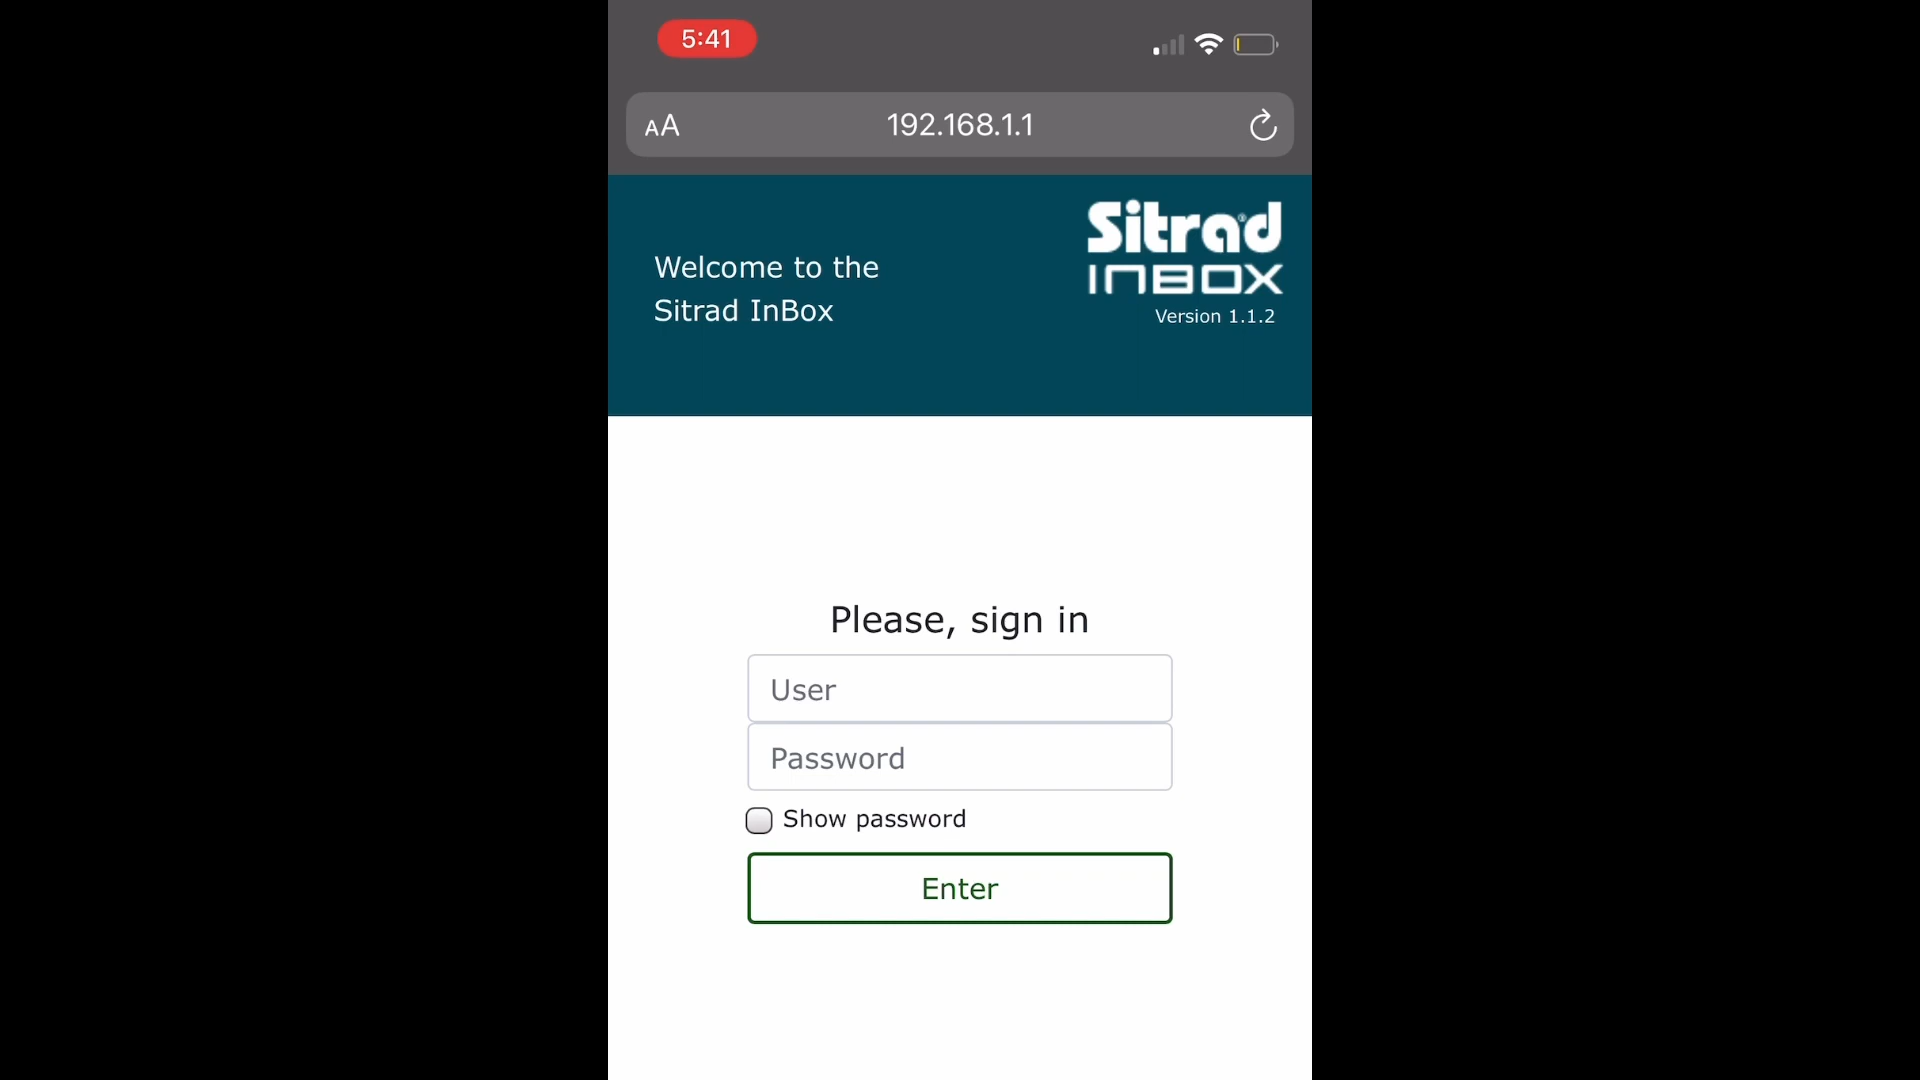 5:41
AA
192.168.1.1
Sitrad®
INBOX
Version 1.1.2
Welcome to the
Sitrad InBox
Please, sign in
User
Password
Show password
Enter